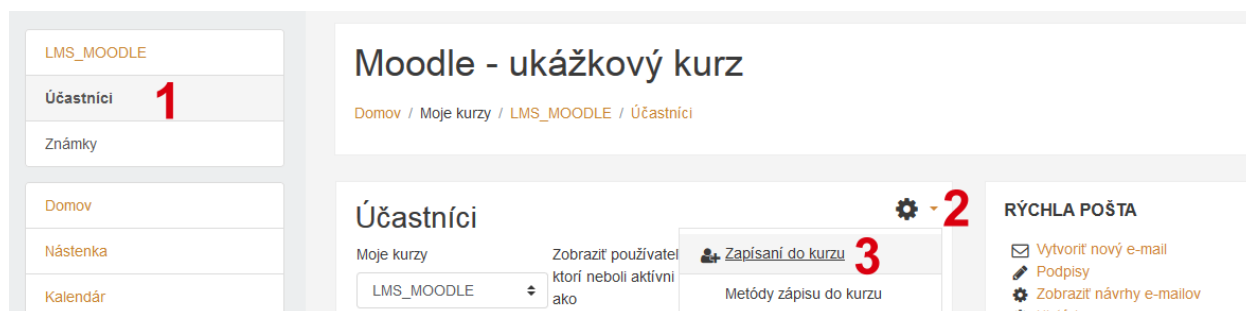 LMS_MOODLE
Účastníci 1
Známky
Domov
Nástenka
Kalendár
Moodle - ukážkový kurz
Domov / Moje kurzy / LMS_MOODLE / Účastníci
Účastníci
2
Moje kurzy
LMS_MOODLE
Zobraziť používatel
ktorí neboli aktívni
ako
Zapísaní do kurzu 3
Metódy zápisu do kurzu
RÝCHLA POŠTA
Vytvoriť nový e-mail
Podpisy
Zobraziť návrhy e-mailov